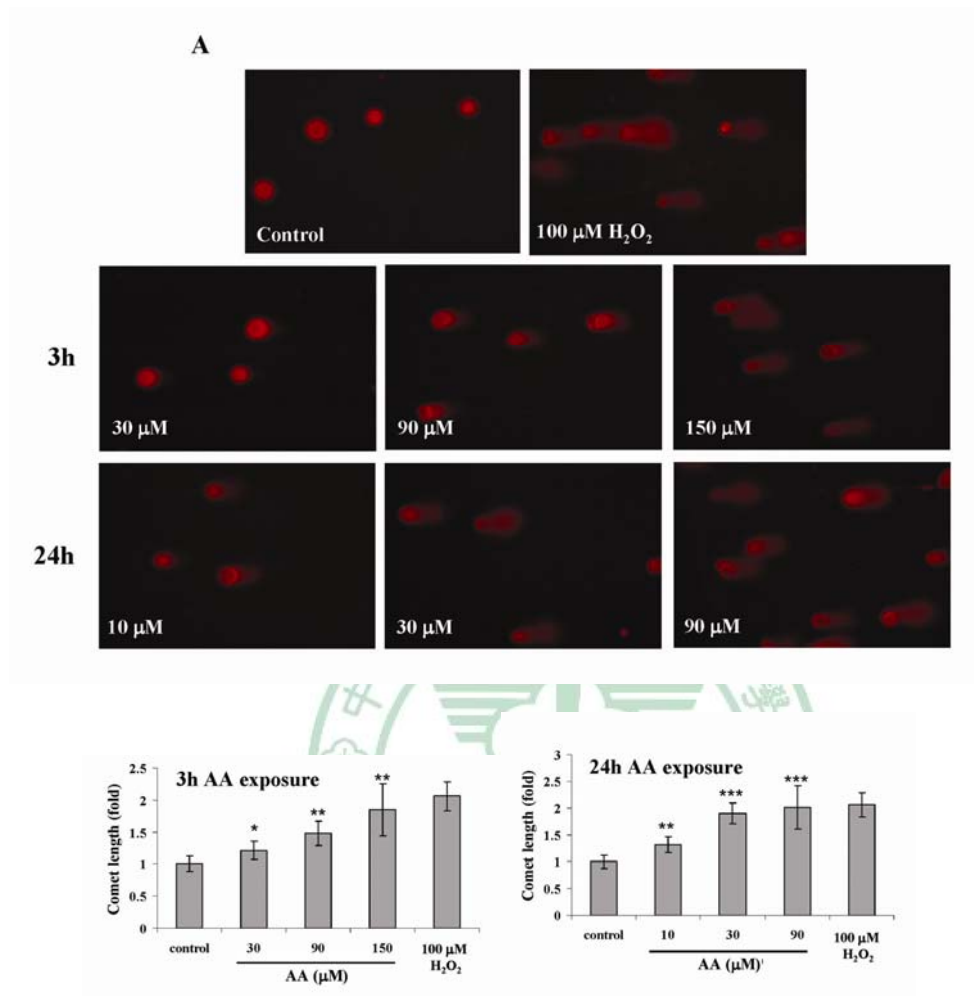 A
Control
100 μM H₂O₂
3h
30 μM
90 μM
150 μM
24h
10 μM
30 μM
90 μM
中
學
3h AA exposure
Comet length (fold)
2.5
2
1.5
1
0.5
0
*
**
**
control
30
90
150
100 μM
H₂O₂
AA (μM)
24h AA exposure
Comet length (fold)
3
2.5
2
1.5
1
0.5
0
**
***
***
control
10
30
90
100 μM
H₂O₂
AA (μM)